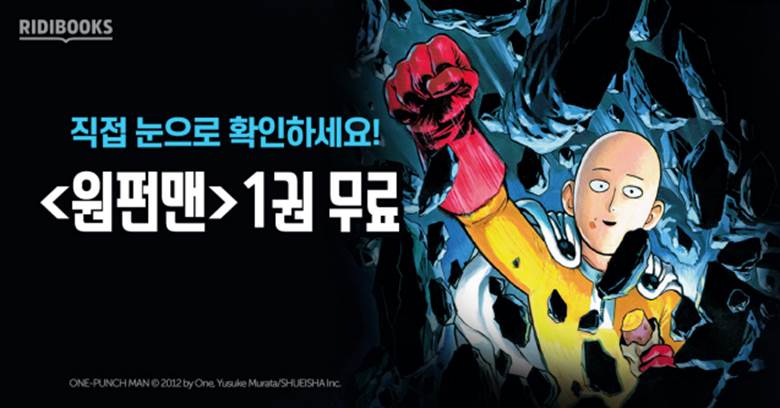 RIDIBOOKS
직접 눈으로 확인하세요!
<원펀맨> 1권 무료
ONE-PUNCH MAN © 2012 by One, Yusuke Murata/SHUEISHA Inc.